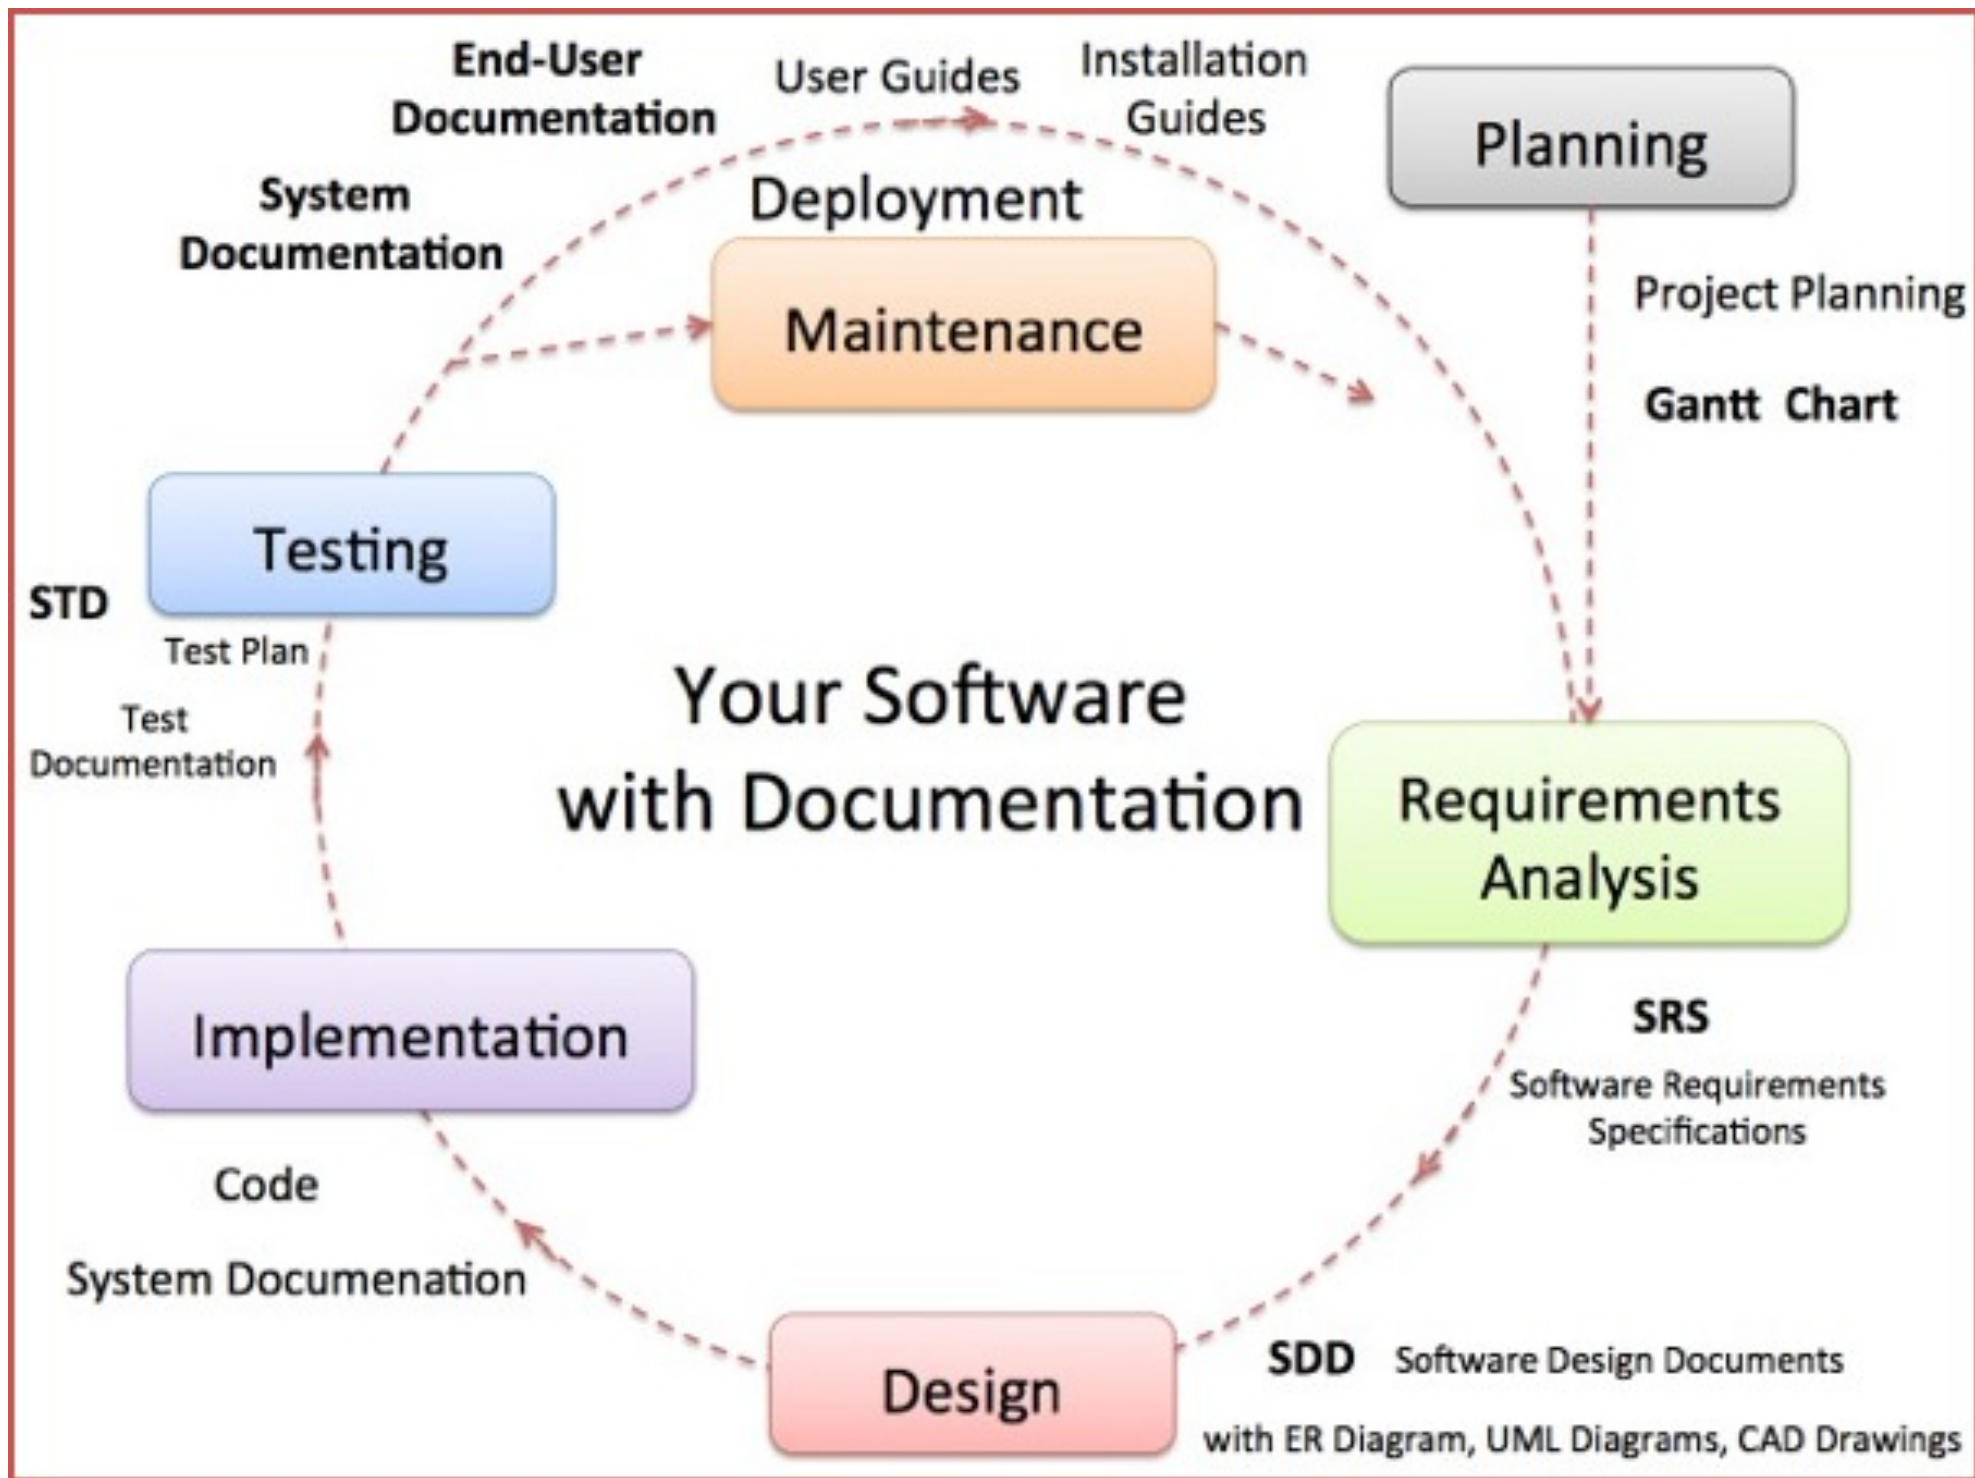 End-User
Documentation
User Guides
Installation
Guides
Planning
System
Documentation
Deployment
Maintenance
Project Planning
Gantt Chart
Testing
STD
Test Plan
Test
Documentation
Your Software
with Documentation
Requirements
Analysis
Implementation
SRS
Software Requirements
Specifications
Code
System Documenation
Design
SDD Software Design Documents
with ER Diagram, UML Diagrams, CAD Drawings